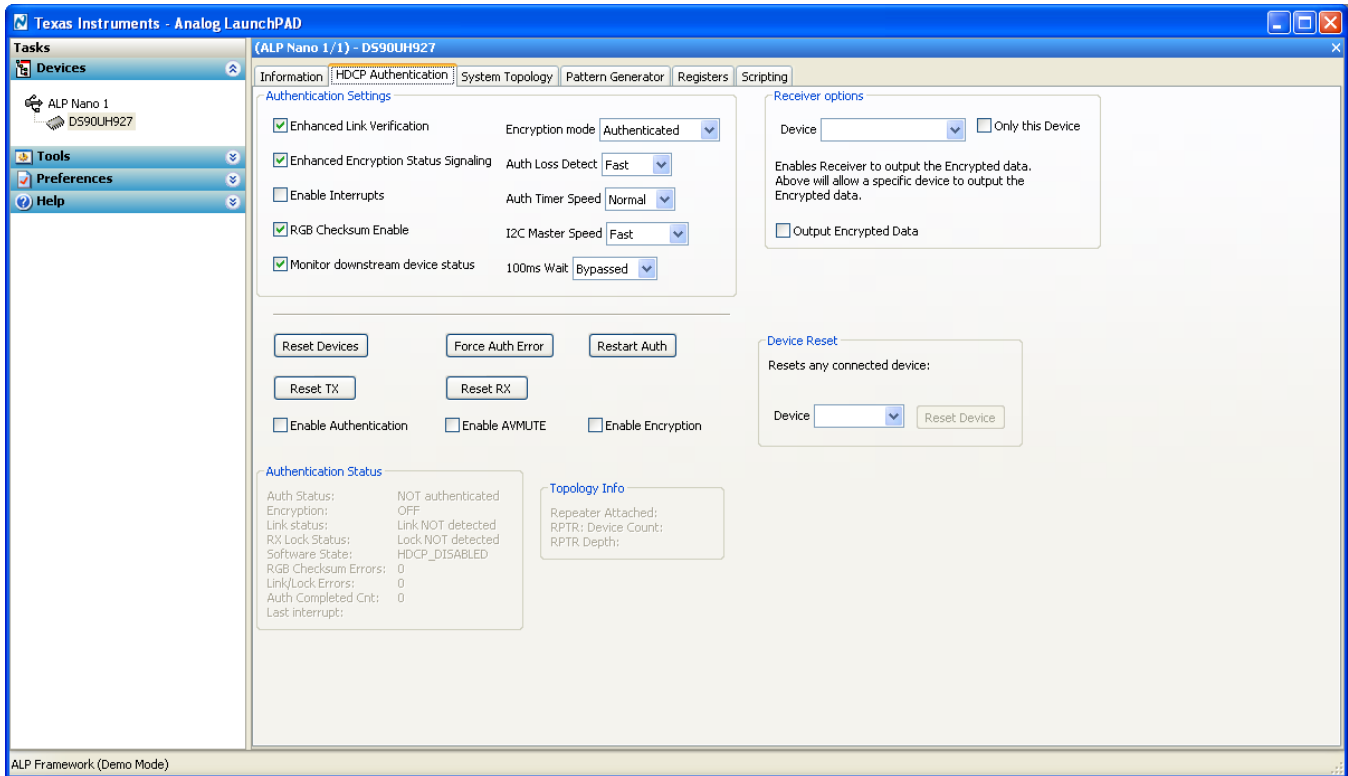 Texas Instruments - Analog LaunchPAD
Tasks
Devices
ALP Nano 1
DS90UH927
Tools
Preferences
Help
(ALP Nano 1/1) - DS90UH927
Information HDCP Authentication System Topology Pattern Generator Registers Scripting
Authentication Settings
Enhanced Link Verification
Encryption mode Authenticated
Enhanced Encryption Status Signaling
Auth Loss Detect Fast
Enable Interrupts
Auth Timer Speed Normal
RGB Checksum Enable
I2C Master Speed Fast
Monitor downstream device status
100ms Wait Bypassed
Receiver options
Device
Only this Device
Enables Receiver to output the Encrypted data.
Above will allow a specific device to output the
Encrypted data.
Output Encrypted Data
Reset Devices Force Auth Error Restart Auth
Reset TX Reset RX
Enable Authentication Enable AVMUTE Enable Encryption
Device Reset
Resets any connected device:
Device
Reset Device
Authentication Status
Auth Status: NOT authenticated
Encryption: OFF
Link status: Link NOT detected
RX Lock Status: Lock NOT detected
Software State: HDCP_DISABLED
RGB Checksum Errors: 0
Link/Lock Errors: 0
Auth Completed Cnt: 0
Last interrupt:
Topology Info
Repeater Attached:
RPTR: Device Count:
RPTR Depth:
ALP Framework (Demo Mode)